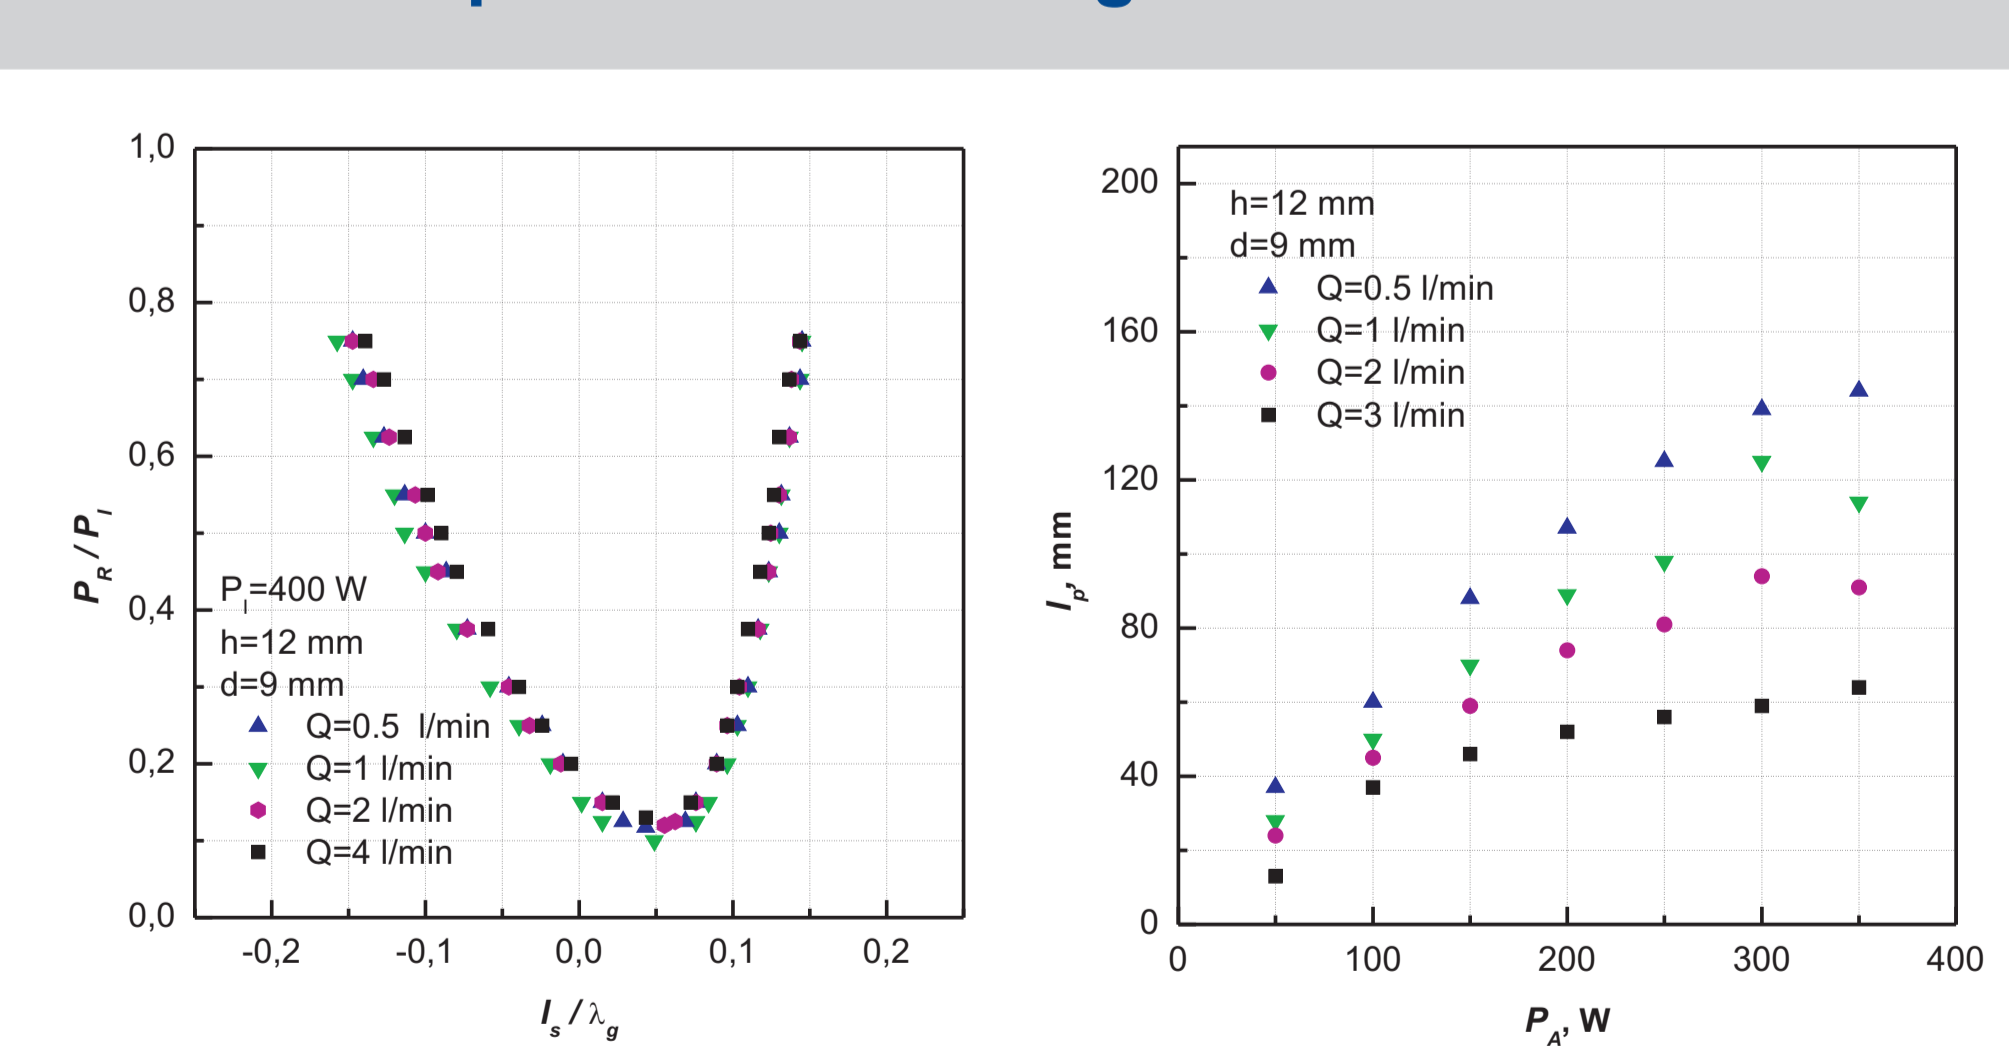 1,0
0,8
0,6
0,4
0,2
0,0
-0,2 -0,1 0,0 0,1 0,2
P_R / P_I
l_s / λ_g
P_I=400 W
h=12 mm
d=9 mm
Q=0.5 l/min
Q=1 l/min
Q=2 l/min
Q=4 l/min
200
160
120
80
40
0
0 100 200 300 400
l_p, mm
P_A, W
h=12 mm
d=9 mm
Q=0.5 l/min
Q=1 l/min
Q=2 l/min
Q=3 l/min